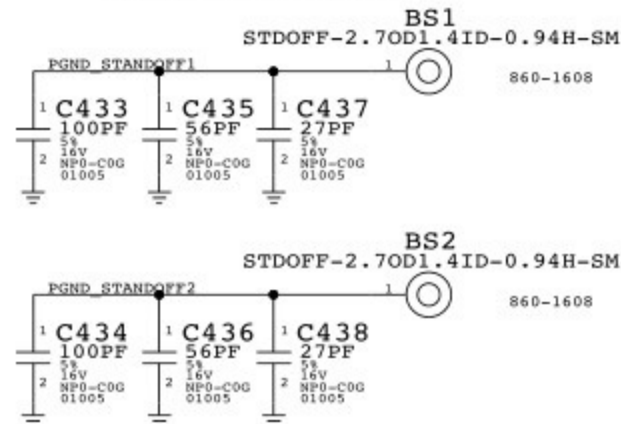 BS1
STDOFF-2.7OD1.4ID-0.94H-SM
PGND_STANDOFF1
1
860-1608
1 C433
100PF
5%
16V
NP0-C0G
01005
2
1 C435
56PF
5%
16V
NP0-C0G
01005
2
1 C437
27PF
5%
16V
NP0-C0G
01005
2
BS2
STDOFF-2.7OD1.4ID-0.94H-SM
PGND_STANDOFF2
1
860-1608
1 C434
100PF
5%
16V
NP0-C0G
01005
2
1 C436
56PF
5%
16V
NP0-C0G
01005
2
1 C438
27PF
5%
16V
NP0-C0G
01005
2